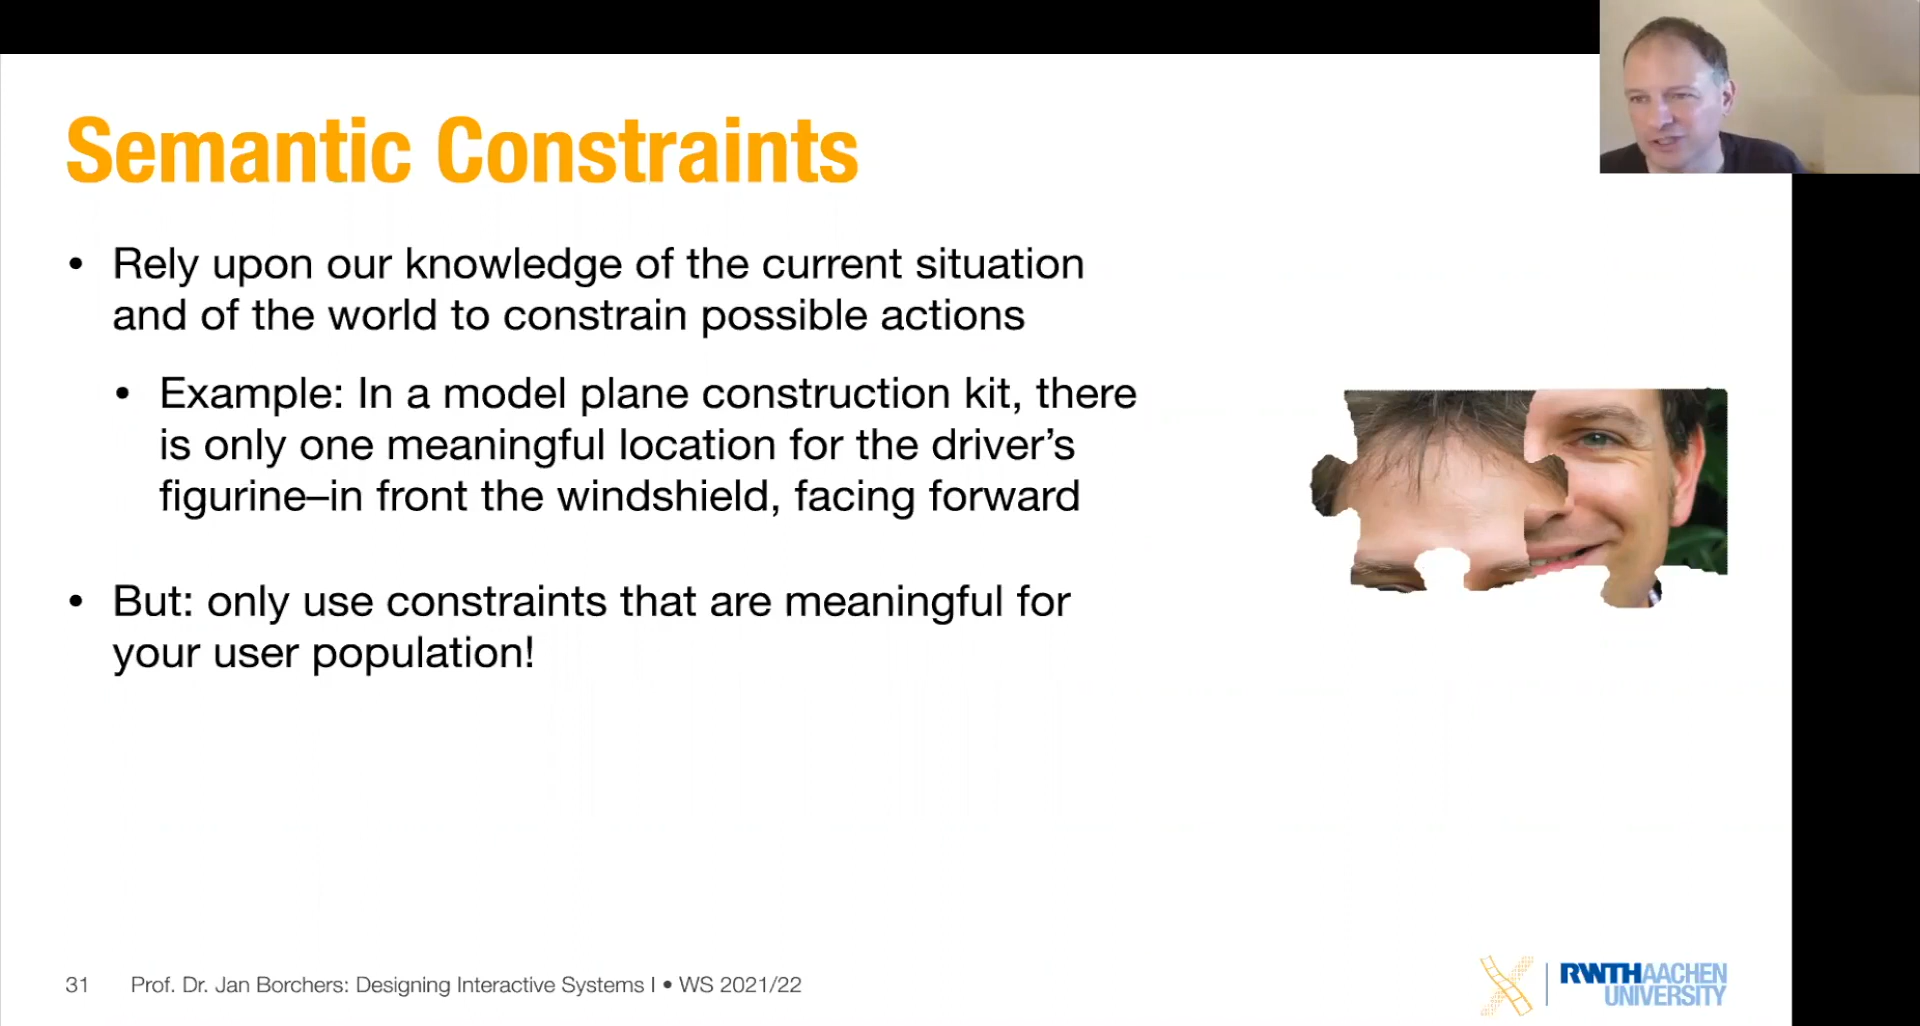 Semantic Constraints
• Rely upon our knowledge of the current situation
and of the world to constrain possible actions
• Example: In a model plane construction kit, there
is only one meaningful location for the driver’s
figurine–in front the windshield, facing forward
• But: only use constraints that are meaningful for
your user population!
31 Prof. Dr. Jan Borchers: Designing Interactive Systems I • WS 2021/22
RWTHAACHEN
UNIVERSITY